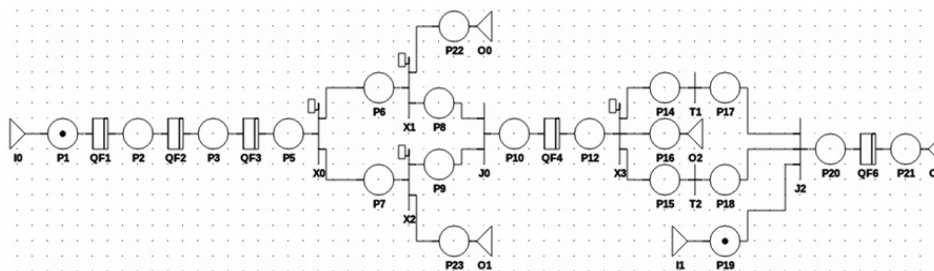 P22 O0
P6 X1 P8 P14 T1 P17
I0 P1 QF1 P2 QF2 P3 QF3 P5 X0 P10 QF4 P12 X3 P16 O2 P20 QF6 P21
P7 X2 P9 J0 P15 T2 P18 J2
P23 O1 I1 P19